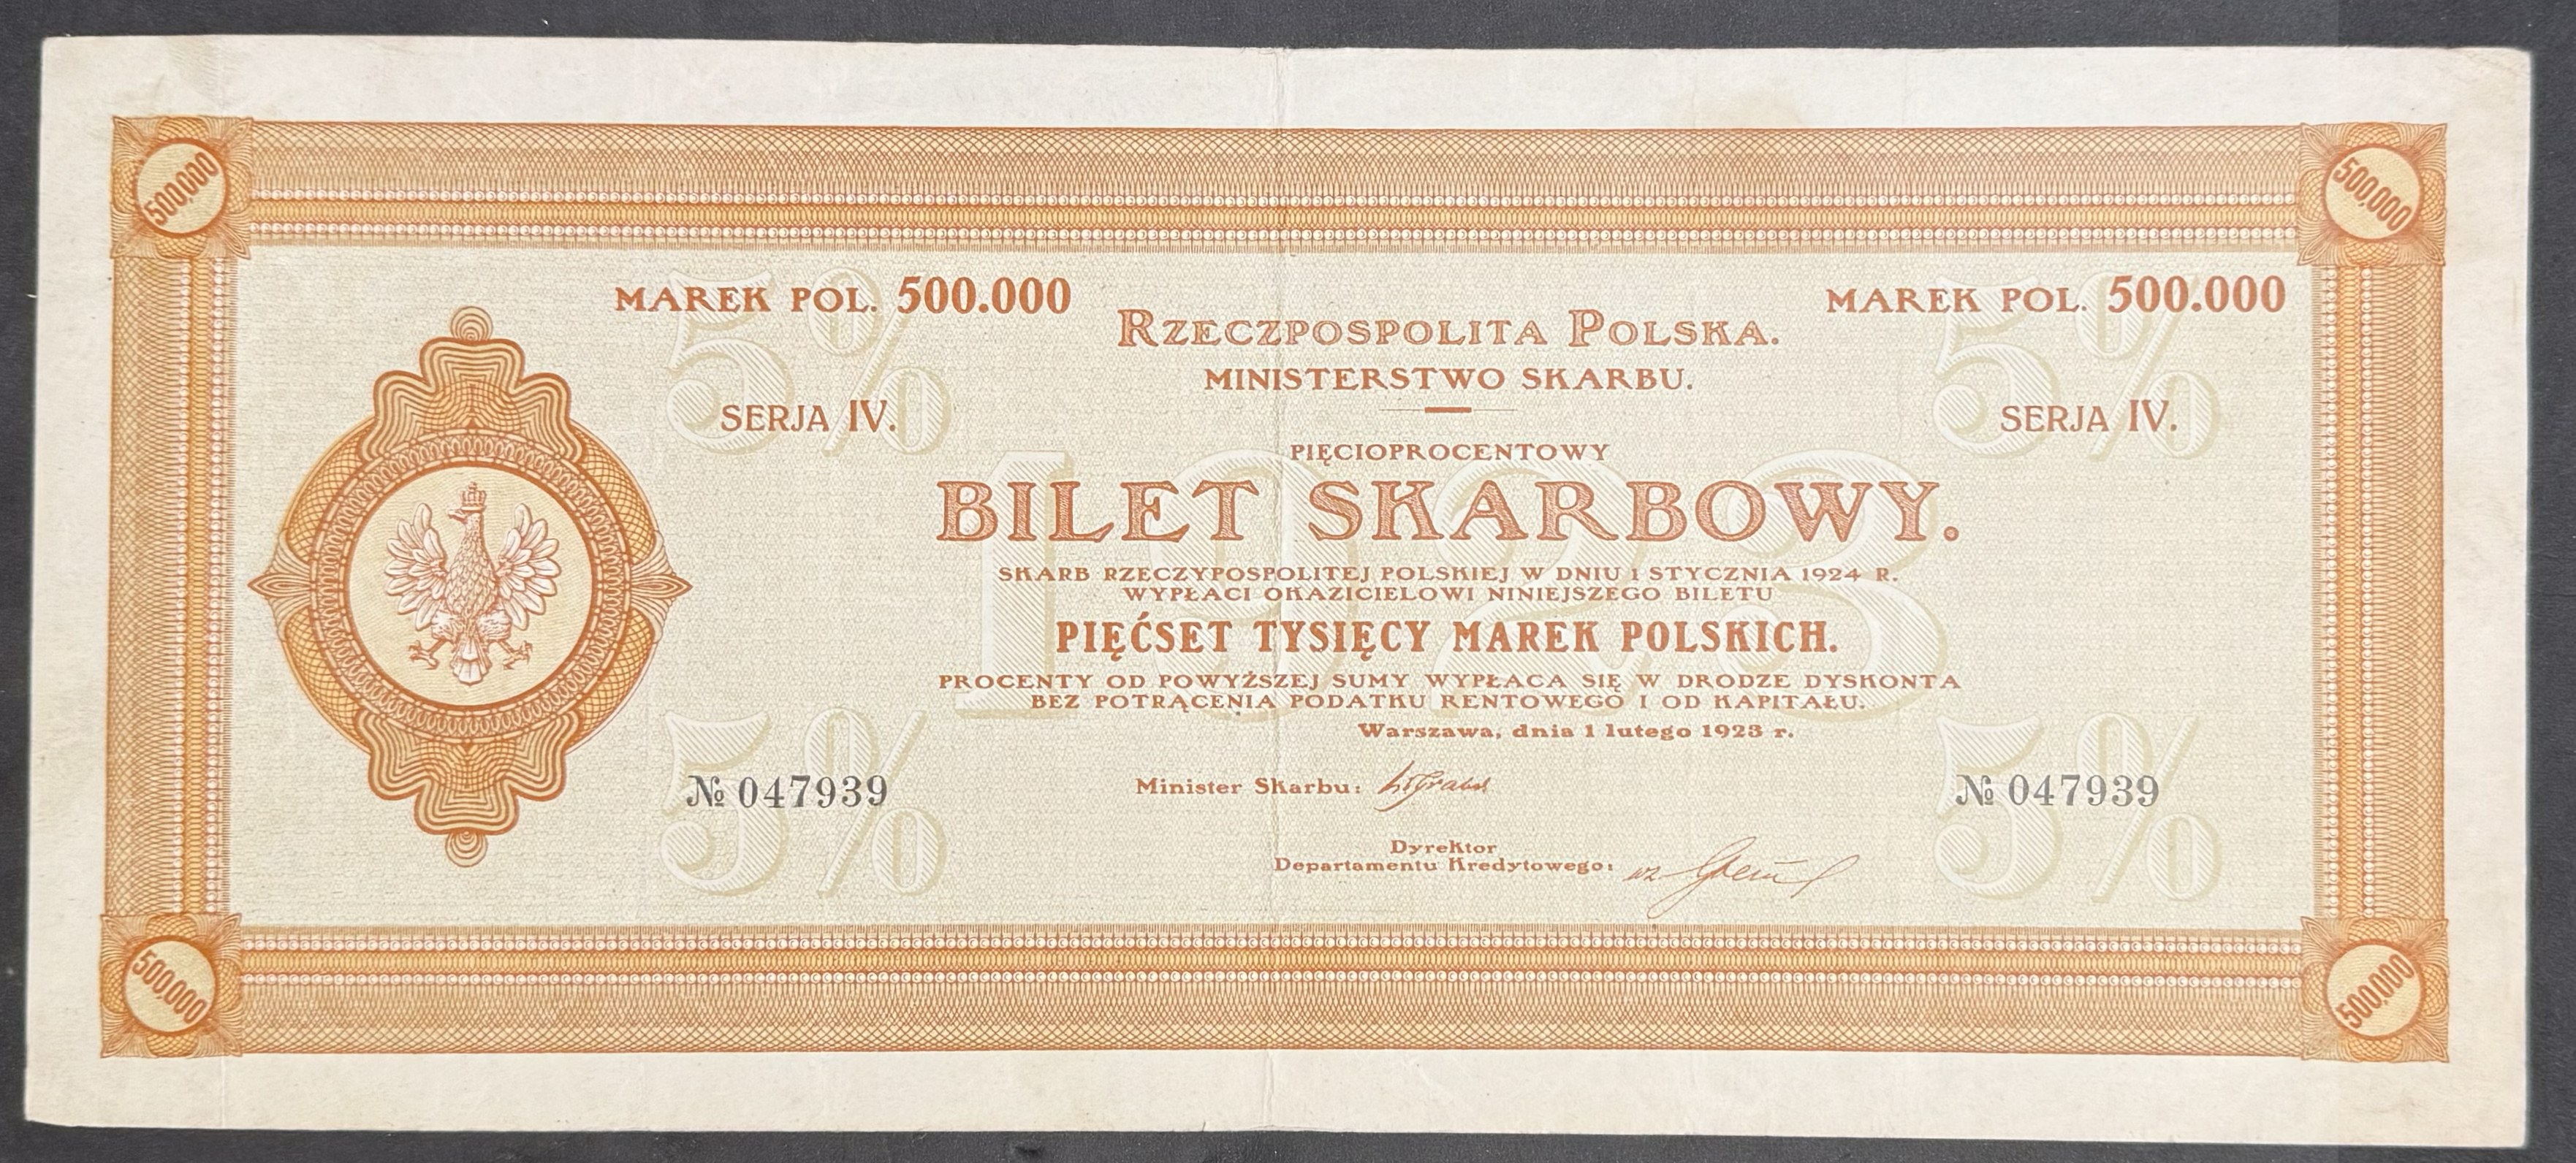 500,000
500,000
MAREK POL. 500.000
MAREK POL. 500.000
RZECZPOSPOLITA POLSKA.
MINISTERSTWO SKARBU.
SERJA IV.
SERJA IV.
5%
5%
PIĘCIOPROCENTOWY
1923
BILET SKARBOWY.
SKARB RZECZYPOSPOLITEJ POLSKIEJ W DNIU 1 STYCZNIA 1924 R.
WYPŁACI OKAZICIELOWI NINIEJSZEGO BILETU
PIĘĆSET TYSIĘCY MAREK POLSKICH.
PROCENTY OD POWYŻSZEJ SUMY WYPŁACA SIĘ W DRODZE DYSKONTA
BEZ POTRĄCENIA PODATKU RENTOWEGO I OD KAPITAŁU.
Warszawa, dnia 1 lutego 1923 r.
5%
5%
№ 047939
Minister Skarbu:
№ 047939
Dyrektor
Departamentu Kredytowego:
500,000
500,000